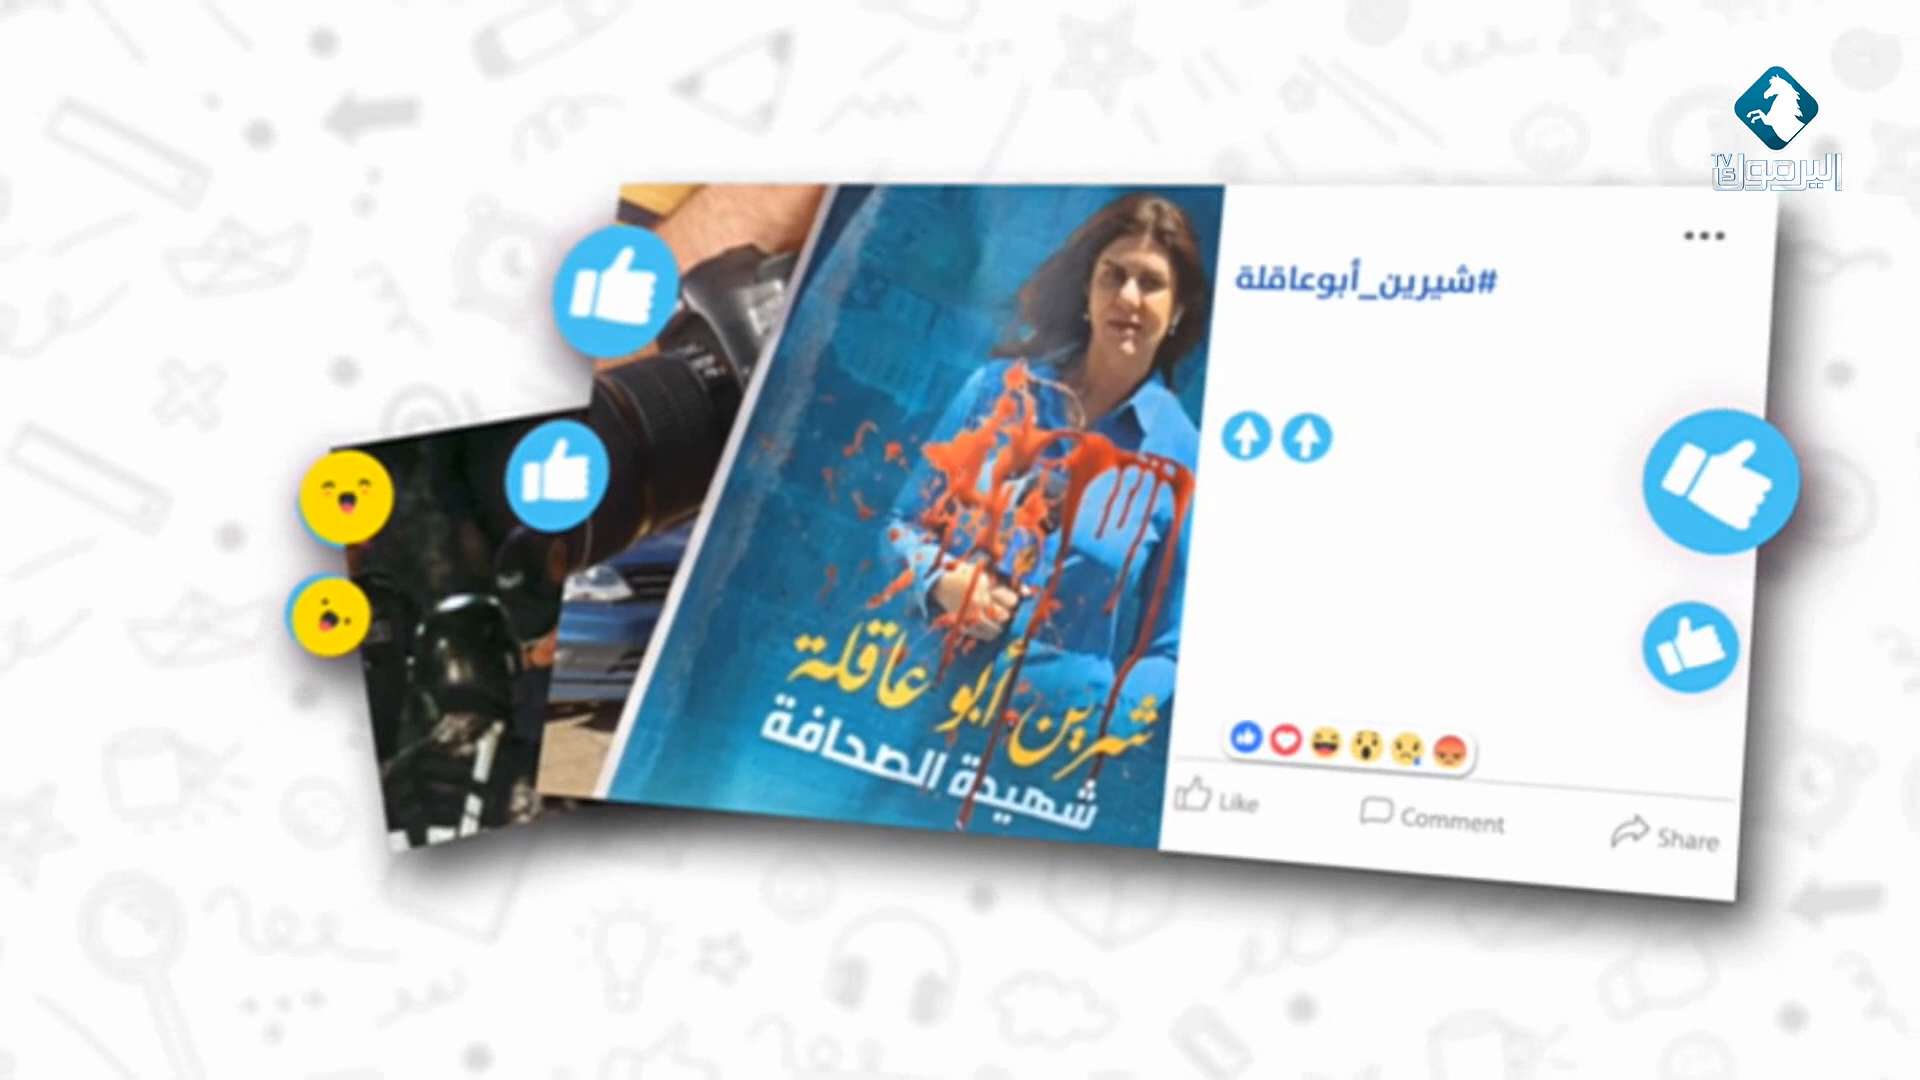 اليرموك
TV
#شيرين_أبوعاقلة
شيرين أبو عاقلة
شهيدة الصحافة
Like
Comment
Share